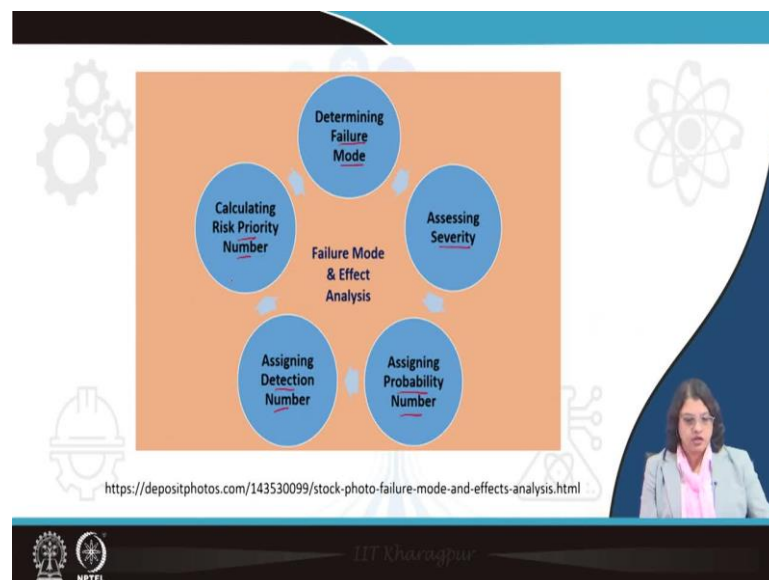 Determining
Failure
Mode
Calculating
Risk Priority
Number
Assessing
Severity
Failure Mode
& Effect
Analysis
Assigning
Detection
Number
Assigning
Probability
Number
https://depositphotos.com/143530099/stock-photo-failure-mode-and-effects-analysis.html
IIT Kharagpur
NPTEL